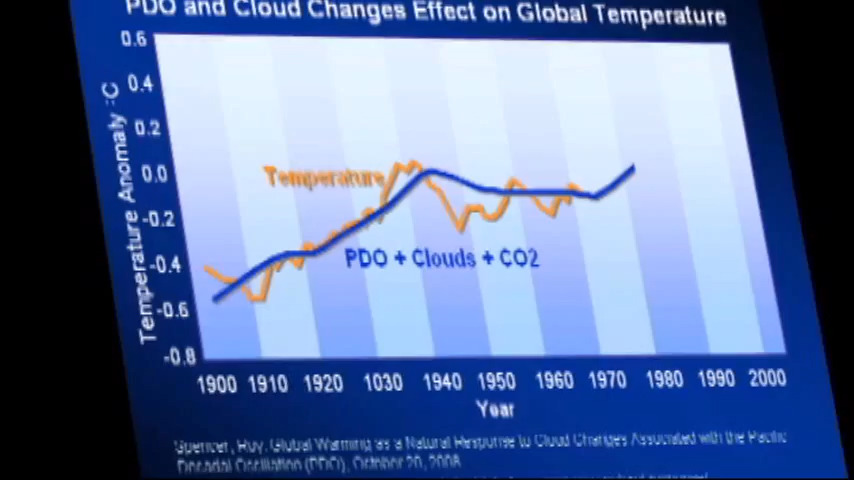 PDO and Cloud Changes Effect on Global Temperature
0.6
0.4
0.2
0.0
-0.2
-0.4
-0.6
-0.8
Temperature Anomaly °C
Temperature
PDO + Clouds + CO2
1900 1910 1920 1030 1940 1950 1960 1970 1980 1990 2000
Year
Spencer, Roy. Global Warming as a Natural Response to Cloud Changes Associated with the Pacific
Decadal Oscillation (PDO), October 20, 2008